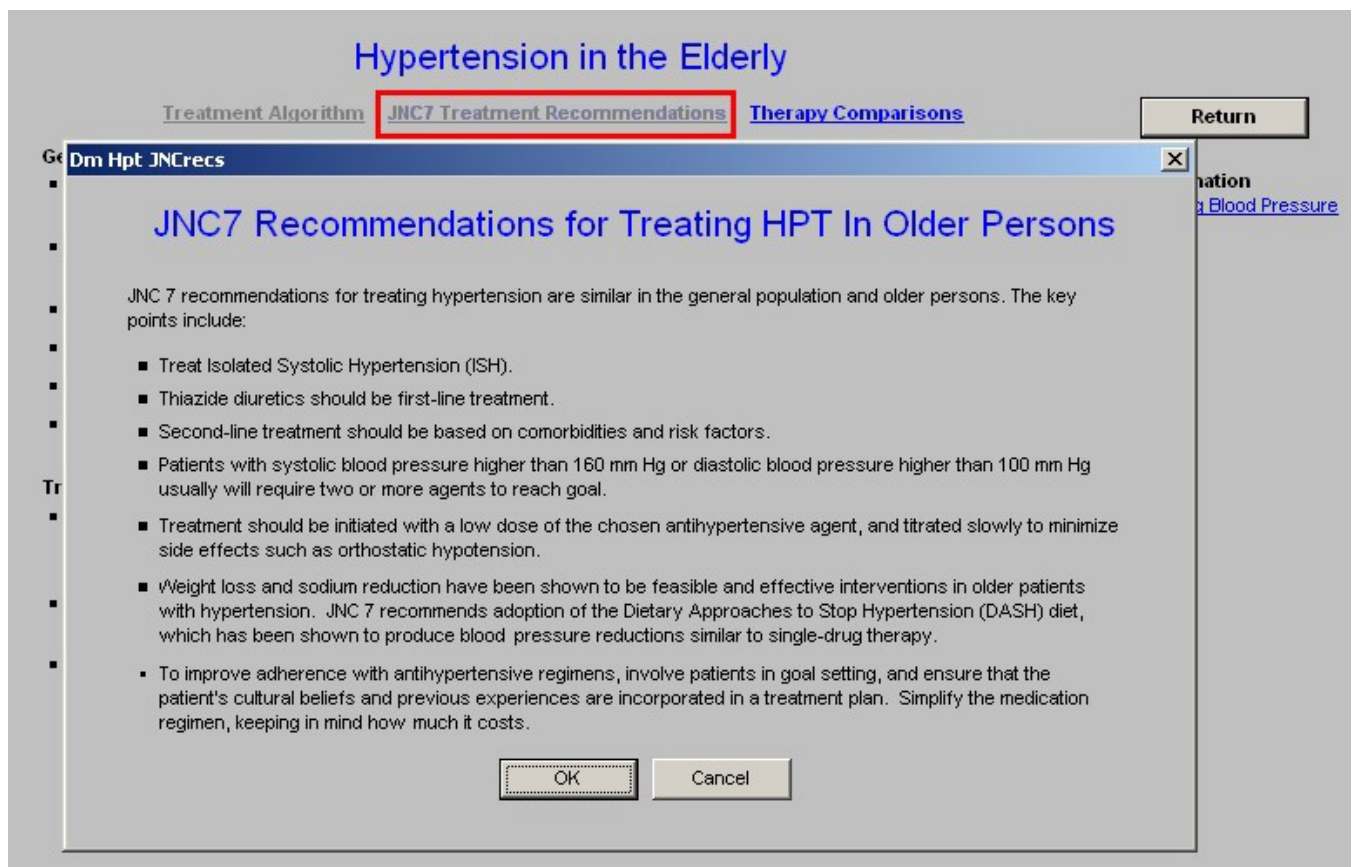 Hypertension in the Elderly
Treatment Algorithm JNC7 Treatment Recommendations Therapy Comparisons Return
Dm Hpt JNCrecs
g Blood Pressure
JNC7 Recommendations for Treating HPT In Older Persons
JNC 7 recommendations for treating hypertension are similar in the general population and older persons. The key
points include:
▪ Treat Isolated Systolic Hypertension (ISH).
▪ Thiazide diuretics should be first-line treatment.
▪ Second-line treatment should be based on comorbidities and risk factors.
▪ Patients with systolic blood pressure higher than 160 mm Hg or diastolic blood pressure higher than 100 mm Hg
usually will require two or more agents to reach goal.
▪ Treatment should be initiated with a low dose of the chosen antihypertensive agent, and titrated slowly to minimize
side effects such as orthostatic hypotension.
▪ Weight loss and sodium reduction have been shown to be feasible and effective interventions in older patients
with hypertension. JNC 7 recommends adoption of the Dietary Approaches to Stop Hypertension (DASH) diet,
which has been shown to produce blood pressure reductions similar to single-drug therapy.
▪ To improve adherence with antihypertensive regimens, involve patients in goal setting, and ensure that the
patient's cultural beliefs and previous experiences are incorporated in a treatment plan. Simplify the medication
regimen, keeping in mind how much it costs.
OK Cancel